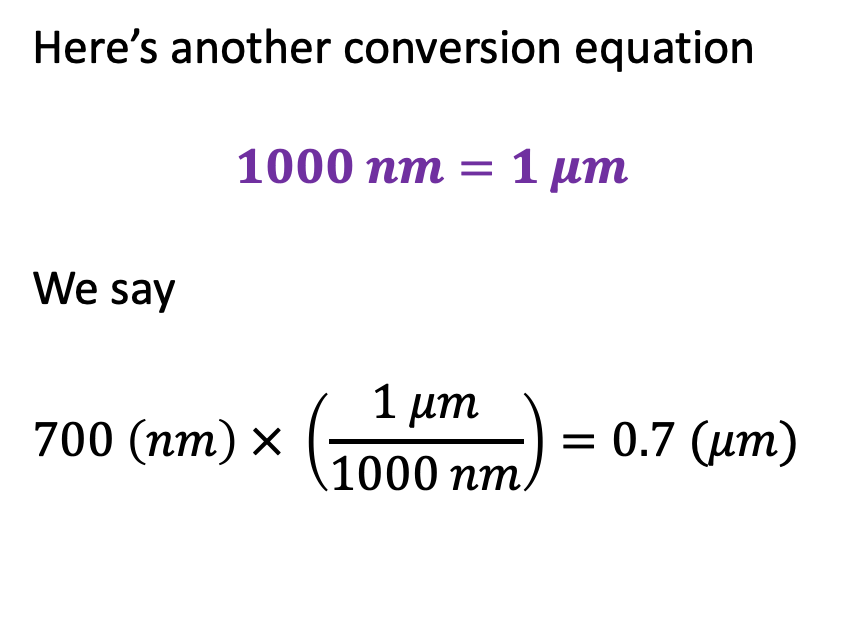 Here’s another conversion equation
1000 nm = 1 μm
We say
700 (nm) × (1 μm / 1000 nm) = 0.7 (μm)